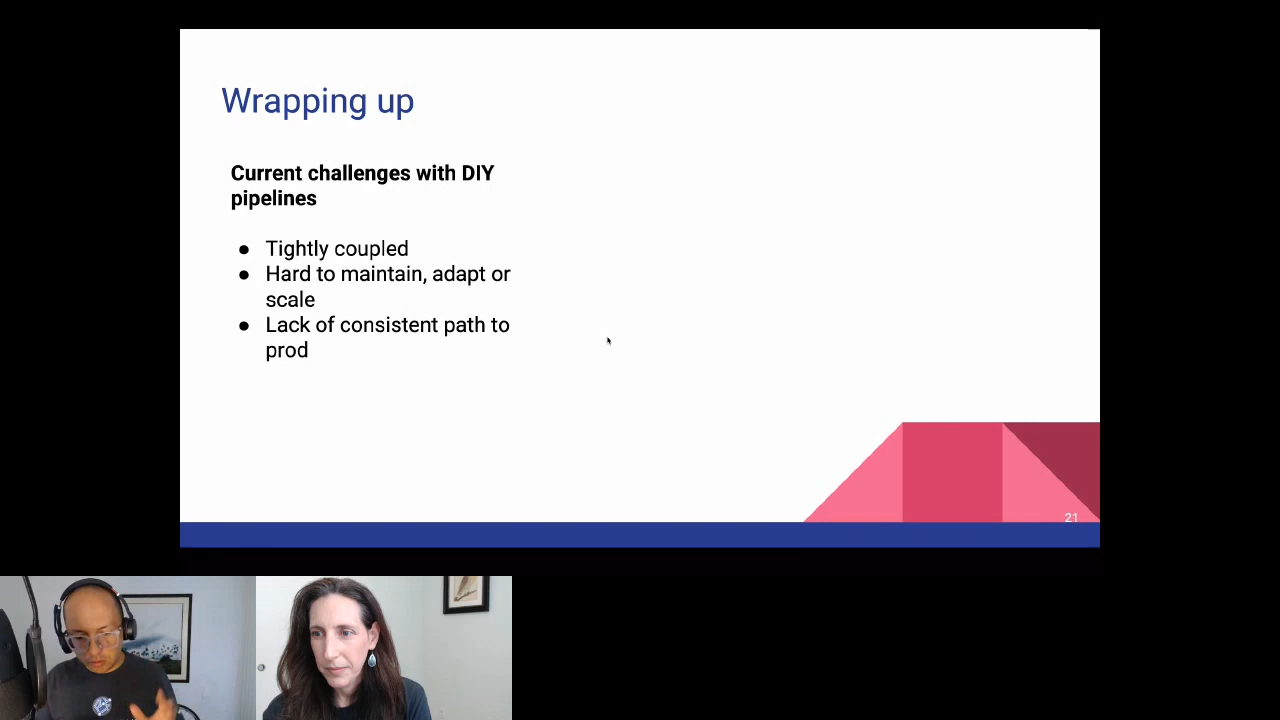 Wrapping up
Current challenges with DIY
pipelines
● Tightly coupled
● Hard to maintain, adapt or
scale
● Lack of consistent path to
prod
21